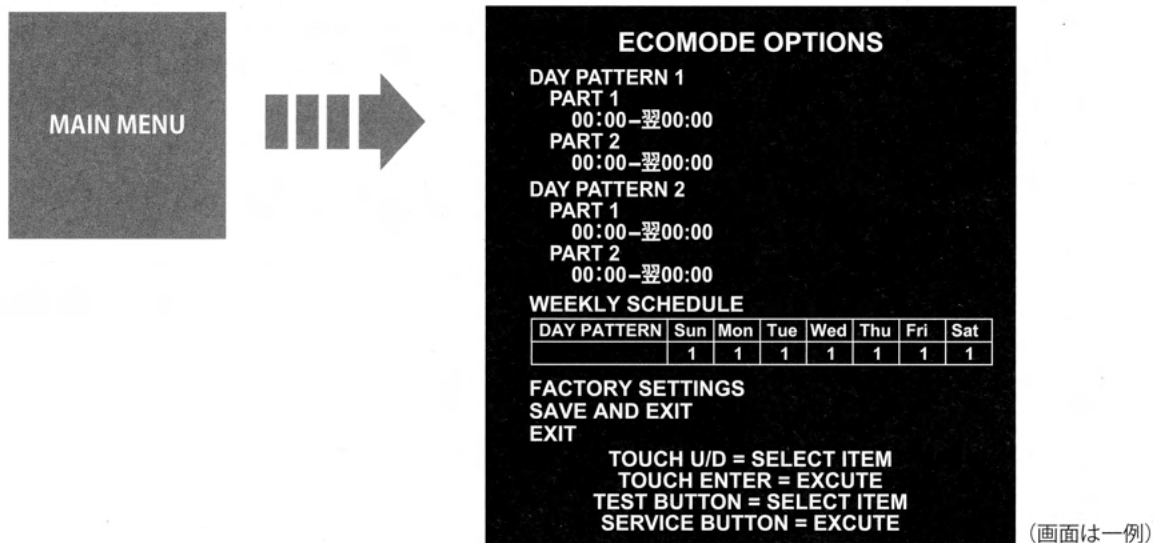 MAIN MENU
ECOMODE OPTIONS
DAY PATTERN 1
PART 1
00:00–翌00:00
PART 2
00:00–翌00:00
DAY PATTERN 2
PART 1
00:00–翌00:00
PART 2
00:00–翌00:00
WEEKLY SCHEDULE
DAY PATTERN Sun Mon Tue Wed Thu Fri Sat
1 1 1 1 1 1 1
FACTORY SETTINGS
SAVE AND EXIT
EXIT
TOUCH U/D = SELECT ITEM
TOUCH ENTER = EXCUTE
TEST BUTTON = SELECT ITEM
SERVICE BUTTON = EXCUTE
(画面は一例)